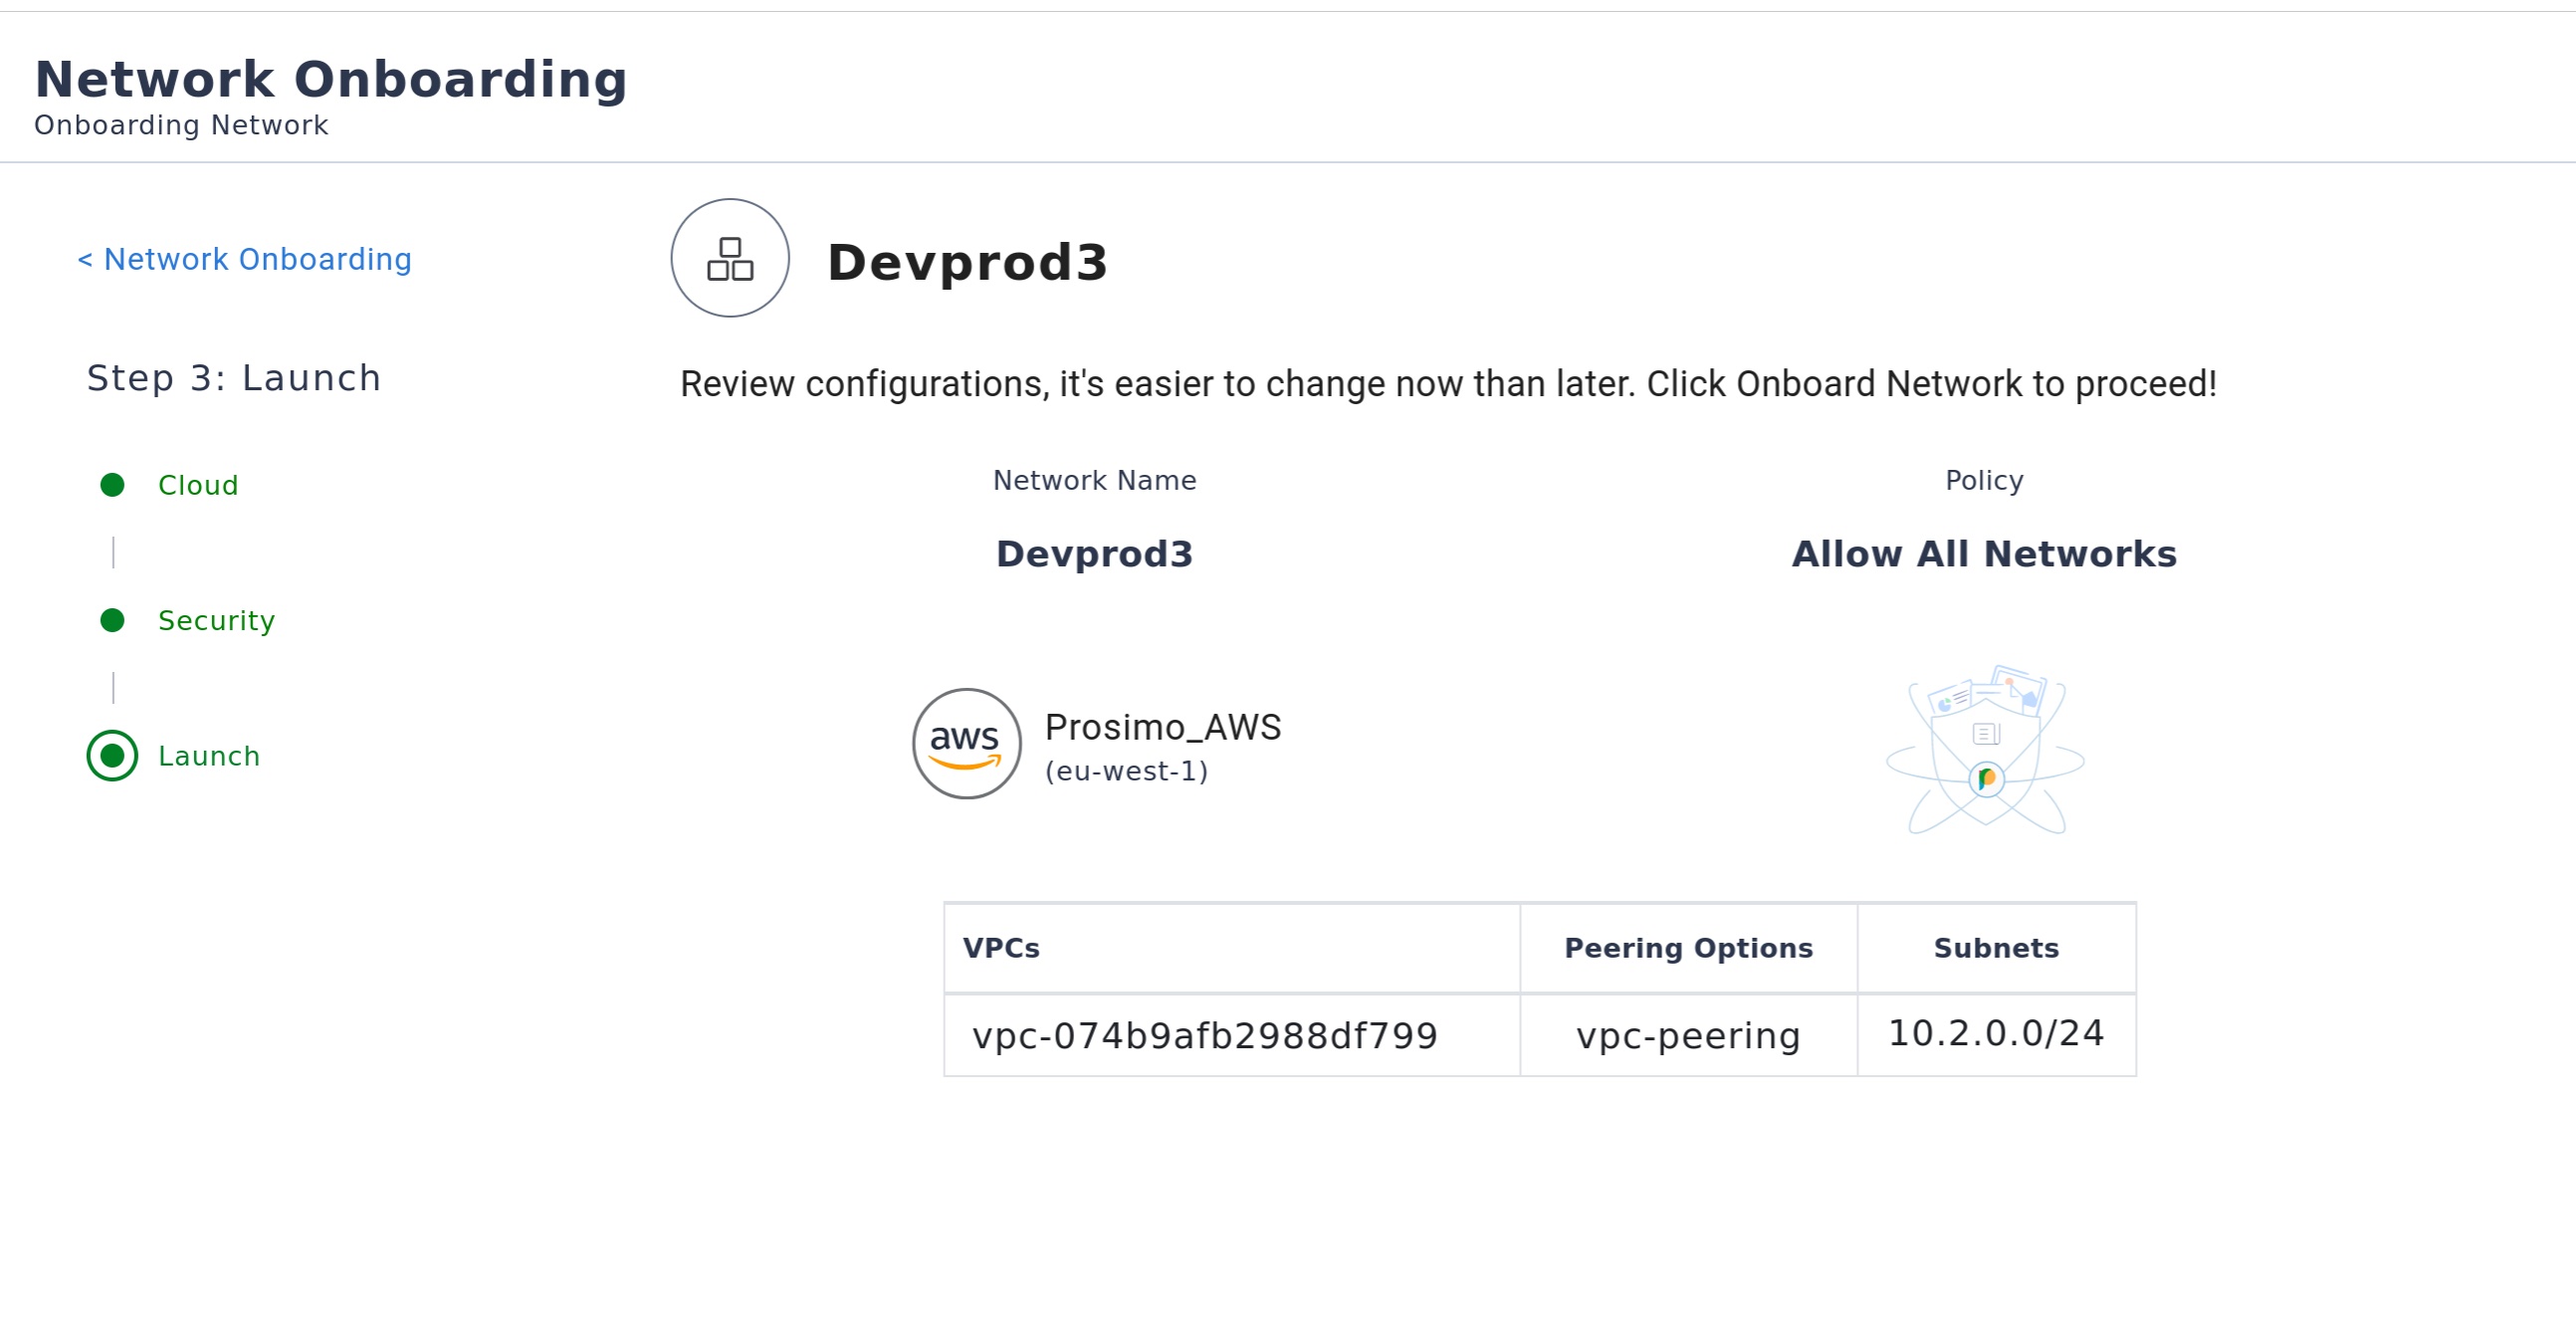 Network Onboarding
Onboarding Network
< Network Onboarding
Step 3: Launch
Cloud
Security
Launch
Devprod3
Review configurations, it's easier to change now than later. Click Onboard Network to proceed!
Network Name
Policy
Devprod3
Allow All Networks
aws
Prosimo_AWS
(eu-west-1)
VPCs Peering Options Subnets
vpc-074b9afb2988df799 vpc-peering 10.2.0.0/24